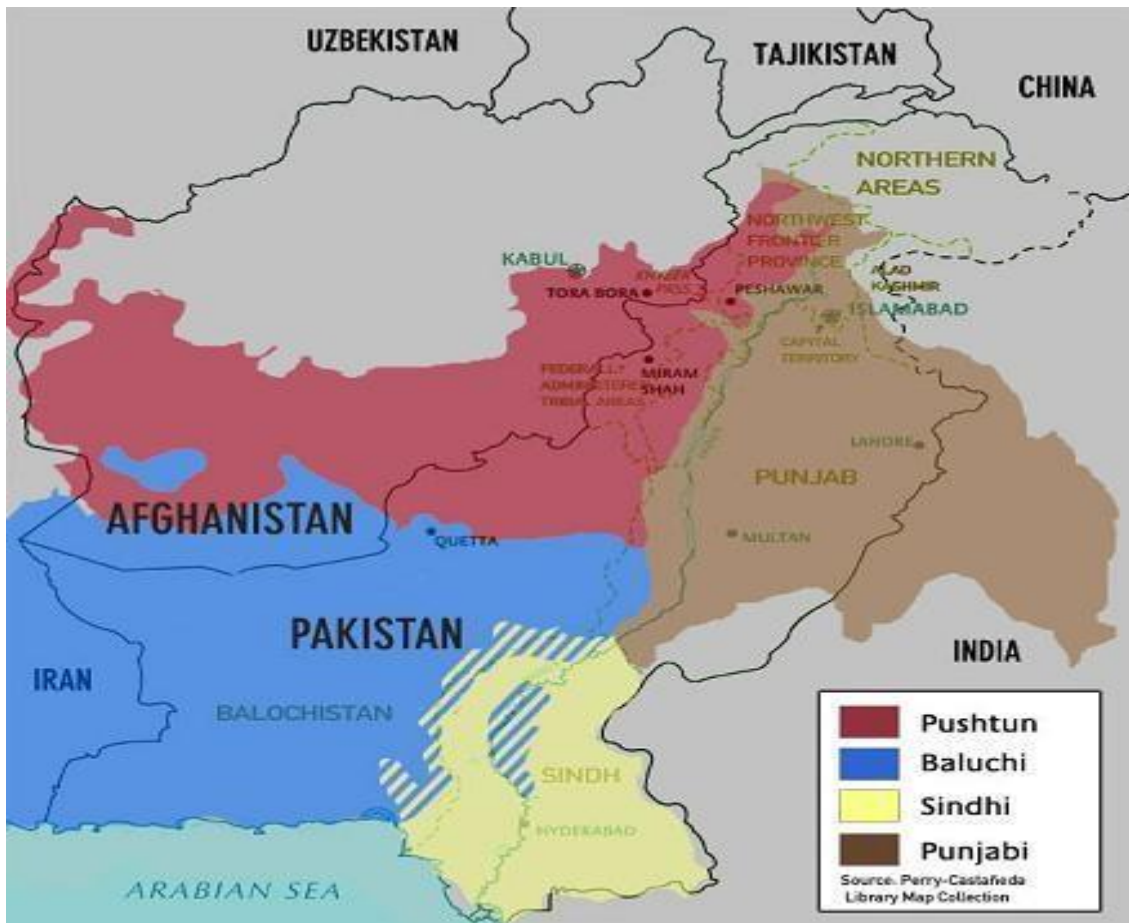 UZBEKISTAN
TAJIKISTAN
CHINA
NORTHERN
AREAS
NORTHWEST
FRONTIER
PROVINCE
KABUL
KHYBER
PASS
TORA BORA
PESHAWAR
AZAD
KASHMIR
ISLAMABAD
CAPITAL
TERRITORY
FEDERALLY
ADMINISTERED
TRIBAL AREAS
MIRAM
SHAH
LAHORE
PUNJAB
AFGHANISTAN
QUETTA
MULTAN
PAKISTAN
INDIA
IRAN
BALOCHISTAN
SINDH
HYDERABAD
ARABIAN SEA
Pushtun
Baluchi
Sindhi
Punjabi
Source: Perry-Castañeda
Library Map Collection